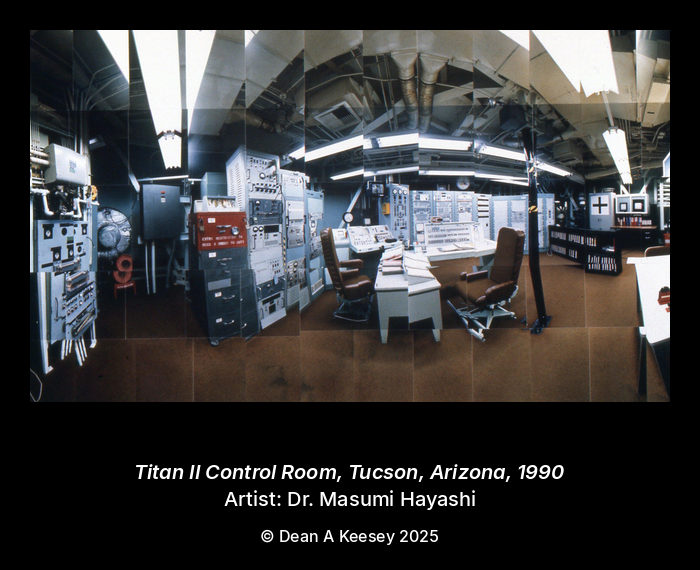 Titan II Control Room, Tucson, Arizona, 1990
Artist: Dr. Masumi Hayashi
© Dean A Keesey 2025